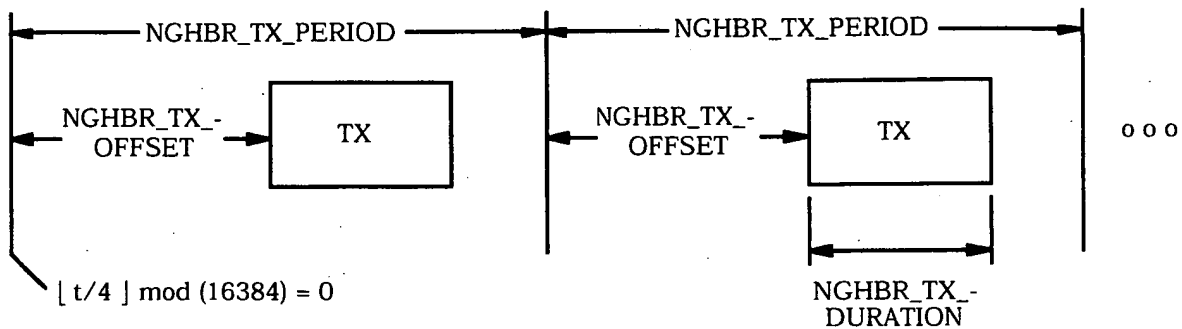 NGHBR_TX_PERIOD
NGHBR_TX_PERIOD
NGHBR_TX_-
OFFSET
TX
NGHBR_TX_-
OFFSET
TX
o o o
⌊ t/4 ⌋ mod (16384) = 0
NGHBR_TX_-
DURATION